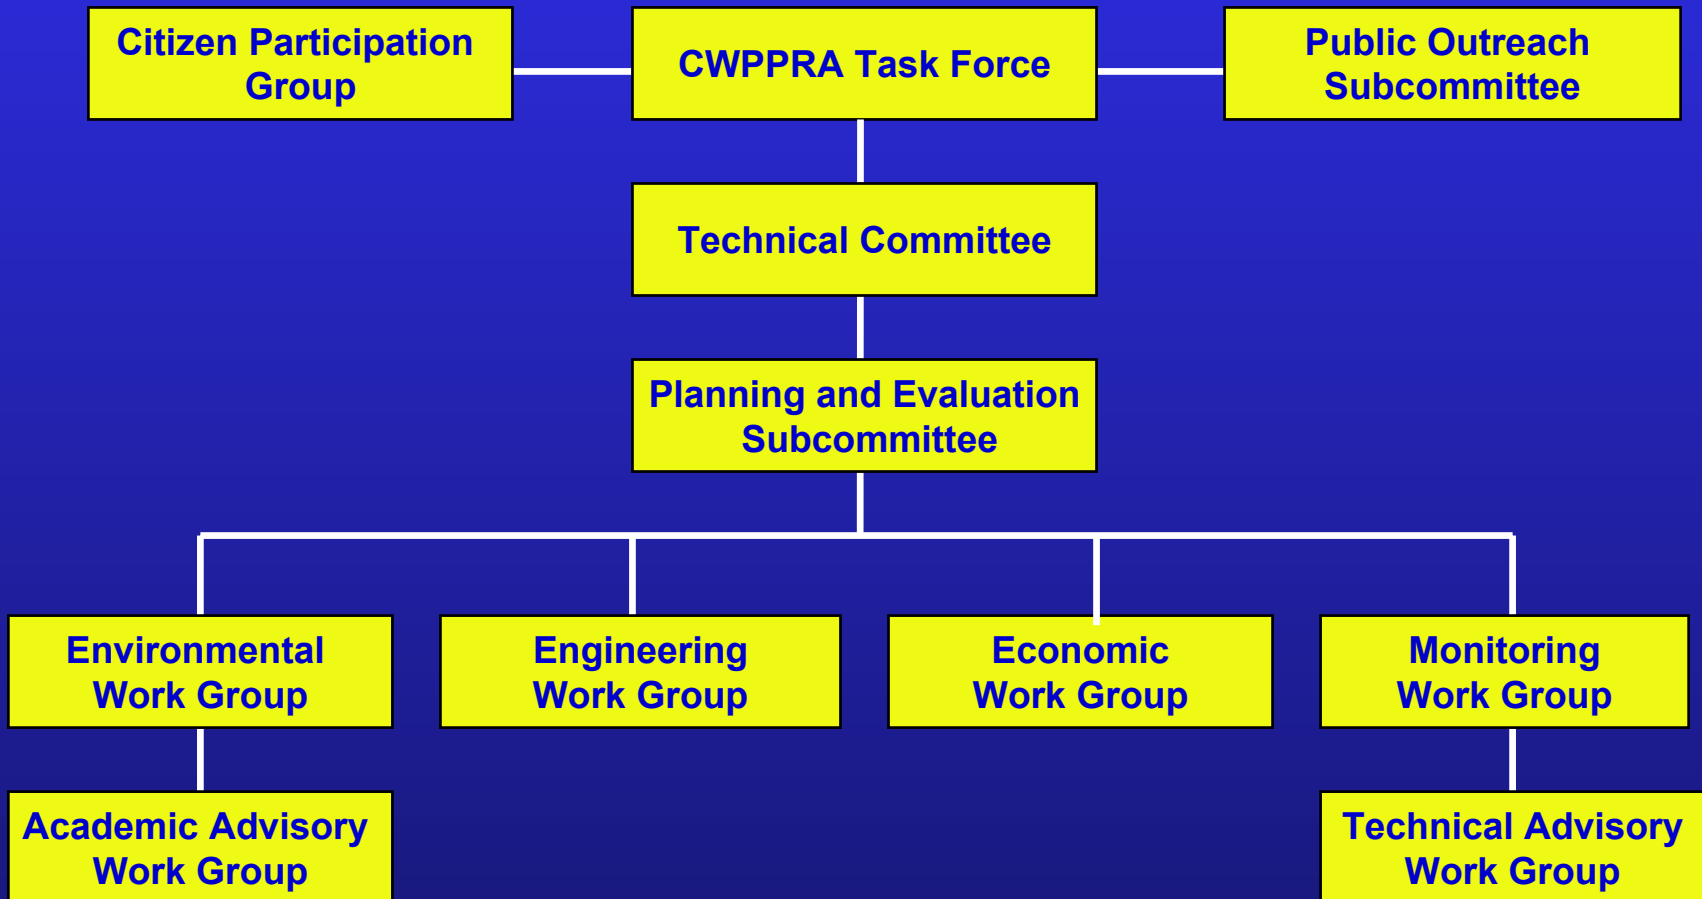 Citizen Participation
Group
CWPPRA Task Force
Public Outreach
Subcommittee
Technical Committee
Planning and Evaluation
Subcommittee
Environmental
Work Group
Engineering
Work Group
Economic
Work Group
Monitoring
Work Group
Academic Advisory
Work Group
Technical Advisory
Work Group